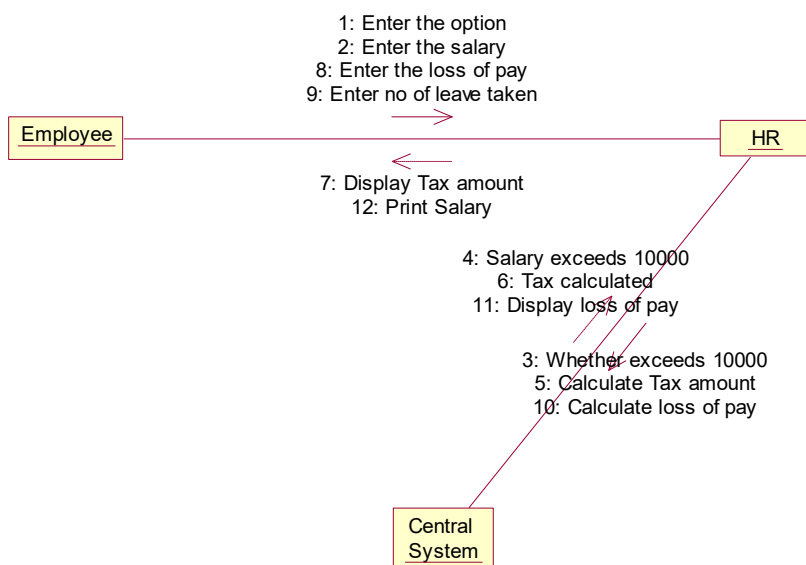 1: Enter the option
2: Enter the salary
8: Enter the loss of pay
9: Enter no of leave taken
Employee
HR
7: Display Tax amount
12: Print Salary
4: Salary exceeds 10000
6: Tax calculated
11: Display loss of pay
3: Whether exceeds 10000
5: Calculate Tax amount
10: Calculate loss of pay
Central
System